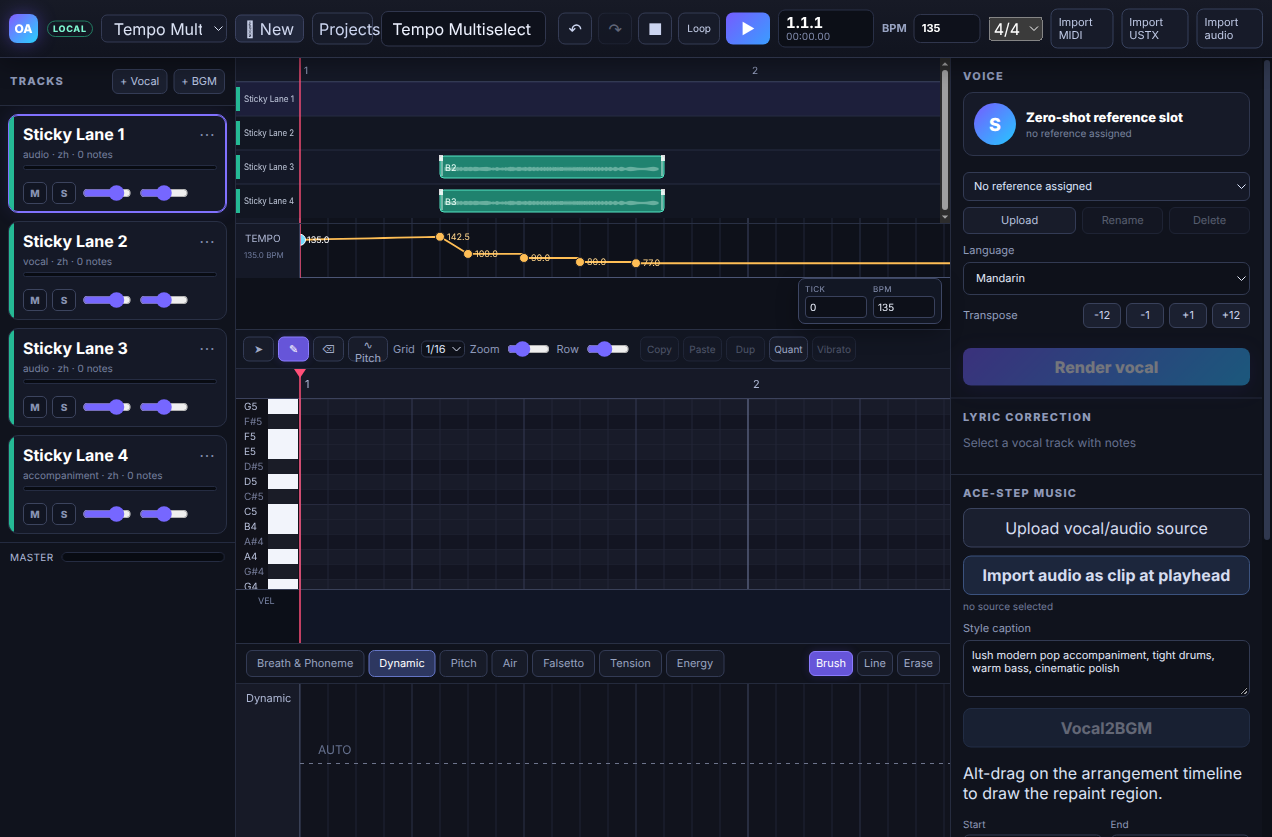 OA LOCAL Tempo Mult New Projects Tempo Multiselect Loop 1.1.1 00:00.00 BPM 135 4/4 Import MIDI Import USTX Import audio
TRACKS + Vocal + BGM
Sticky Lane 1
audio · zh · 0 notes
M S
Sticky Lane 2
vocal · zh · 0 notes
M S
Sticky Lane 3
audio · zh · 0 notes
M S
Sticky Lane 4
accompaniment · zh · 0 notes
M S
MASTER
1 2
Sticky Lane 1
Sticky Lane 2
Sticky Lane 3 B2
Sticky Lane 4 B3
TEMPO
135.0 BPM
135.0 142.5 100.0 90.0 80.0 77.0
TICK BPM
0 135
Pitch Grid 1/16 Zoom Row Copy Paste Dup Quant Vibrato
1 2
G5
F#5
F5
E5
D#5
D5
C#5
C5
B4
A#4
A4
G#4
G4
VEL
Breath & Phoneme Dynamic Pitch Air Falsetto Tension Energy Brush Line Erase
Dynamic
AUTO
VOICE
S Zero-shot reference slot
no reference assigned
No reference assigned
Upload Rename Delete
Language
Mandarin
Transpose -12 -1 +1 +12
Render vocal
LYRIC CORRECTION
Select a vocal track with notes
ACE-STEP MUSIC
Upload vocal/audio source
Import audio as clip at playhead
no source selected
Style caption
lush modern pop accompaniment, tight drums,
warm bass, cinematic polish
Vocal2BGM
Alt-drag on the arrangement timeline
to draw the repaint region.
Start End